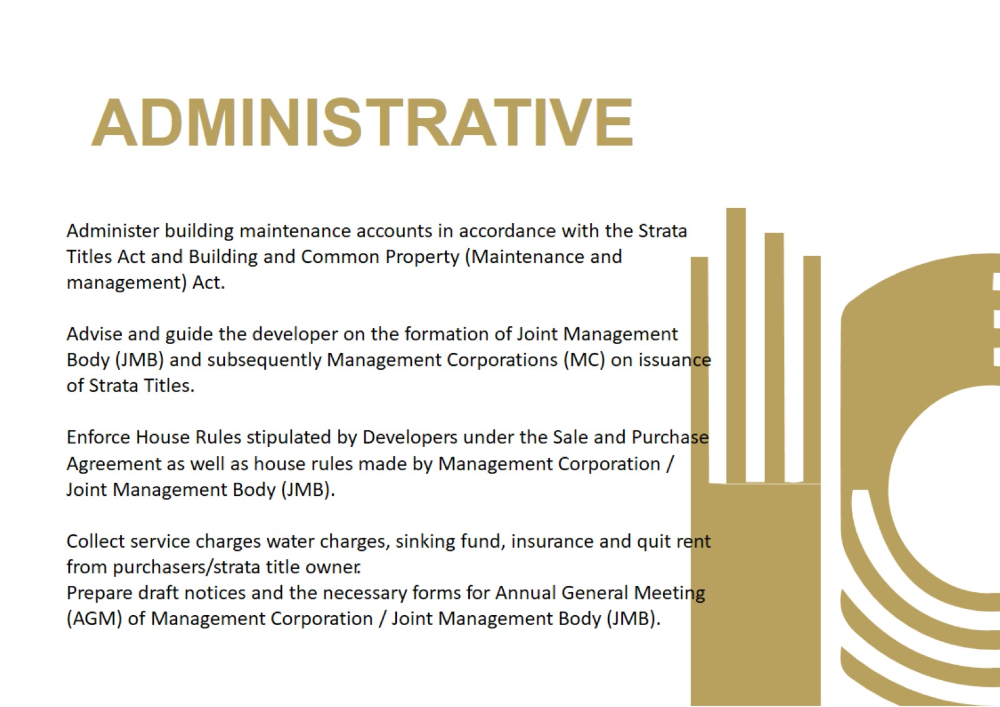 ADMINISTRATIVE
Administer building maintenance accounts in accordance with the Strata
Titles Act and Building and Common Property (Maintenance and
management) Act.
Advise and guide the developer on the formation of Joint Management
Body (JMB) and subsequently Management Corporations (MC) on issuance
of Strata Titles.
Enforce House Rules stipulated by Developers under the Sale and Purchase
Agreement as well as house rules made by Management Corporation /
Joint Management Body (JMB).
Collect service charges water charges, sinking fund, insurance and quit rent
from purchasers/strata title owner.
Prepare draft notices and the necessary forms for Annual General Meeting
(AGM) of Management Corporation / Joint Management Body (JMB).